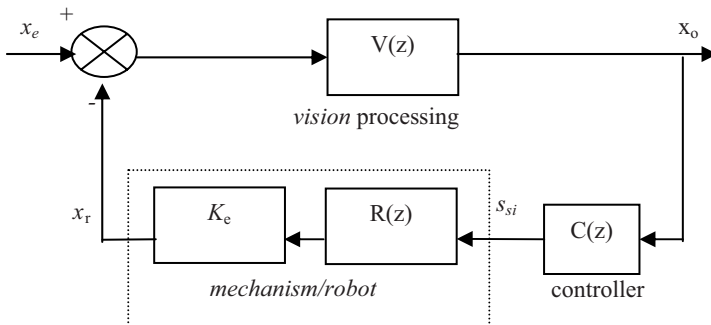 x_e
+
V(z)
x_o
-
vision processing
x_r
K_e
R(z)
s_si
C(z)
mechanism/robot
controller